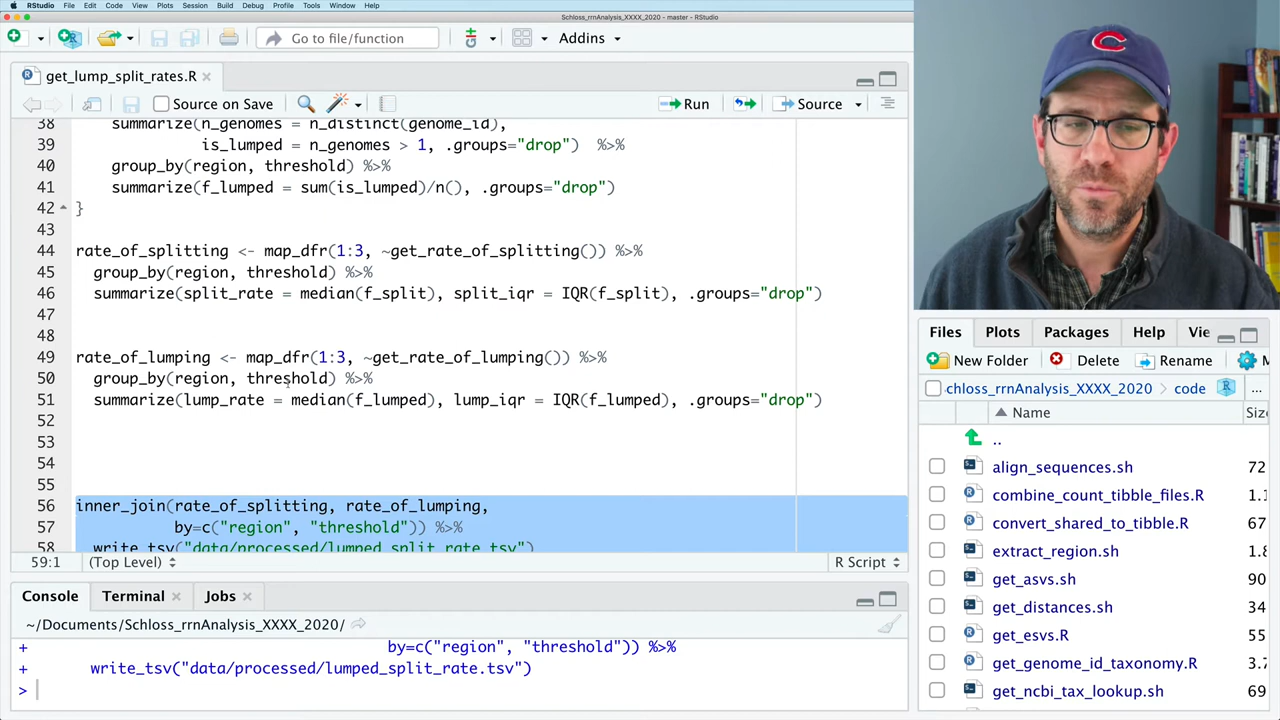 RStudio File Edit Code View Plots Session Build Debug Profile Tools Window Help
Schloss_rrnAnalysis_XXXX_2020 - master - RStudio
Go to file/function Addins
get_lump_split_rates.R
Source on Save Run Source
38 summarize(n_genomes = n_distinct(genome_id),
39 is_lumped = n_genomes > 1, .groups="drop") %>%
40 group_by(region, threshold) %>%
41 summarize(f_lumped = sum(is_lumped)/n(), .groups="drop")
42 }
43
44 rate_of_splitting <- map_dfr(1:3, ~get_rate_of_splitting()) %>%
45 group_by(region, threshold) %>%
46 summarize(split_rate = median(f_split), split_iqr = IQR(f_split), .groups="drop")
47
48
49 rate_of_lumping <- map_dfr(1:3, ~get_rate_of_lumping()) %>%
50 group_by(region, threshold) %>%
51 summarize(lump_rate = median(f_lumped), lump_iqr = IQR(f_lumped), .groups="drop")
52
53
54
55
56 inner_join(rate_of_splitting, rate_of_lumping,
57 by=c("region", "threshold")) %>%
58 write_tsv("data/processed/lumped_split_rate.tsv")
59:1 (Top Level) R Script
Console Terminal Jobs
~/Documents/Schloss_rrnAnalysis_XXXX_2020/
+ by=c("region", "threshold")) %>%
+ write_tsv("data/processed/lumped_split_rate.tsv")
>
C
Files Plots Packages Help Vie
New Folder Delete Rename
chloss_rrnAnalysis_XXXX_2020 code ...
Name Siz
..
align_sequences.sh 72
combine_count_tibble_files.R 1.1
convert_shared_to_tibble.R 67
extract_region.sh 1.8
get_asvs.sh 90
get_distances.sh 34
get_esvs.R 55
get_genome_id_taxonomy.R 3.7
get_ncbi_tax_lookup.sh 69